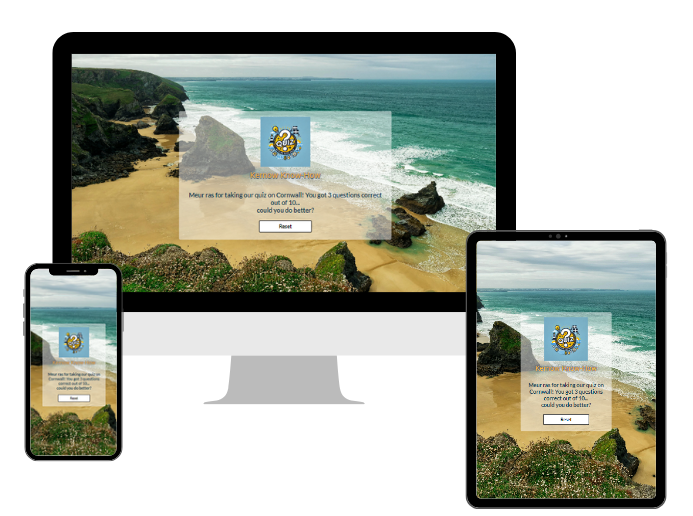 QUIZ
Kernow Know-How
Meur ras for taking our quiz on Cornwall! You got 3 questions correct
out of 10...
could you do better?
Reset
QUIZ
Kernow Know-How
Meur ras for taking our quiz on
Cornwall! You got 3 questions
correct out of 10...
could you do better?
Reset
Meur ras for taking our quiz on
Cornwall! You got 3 questions
correct out of 10...
could you do better?
Reset